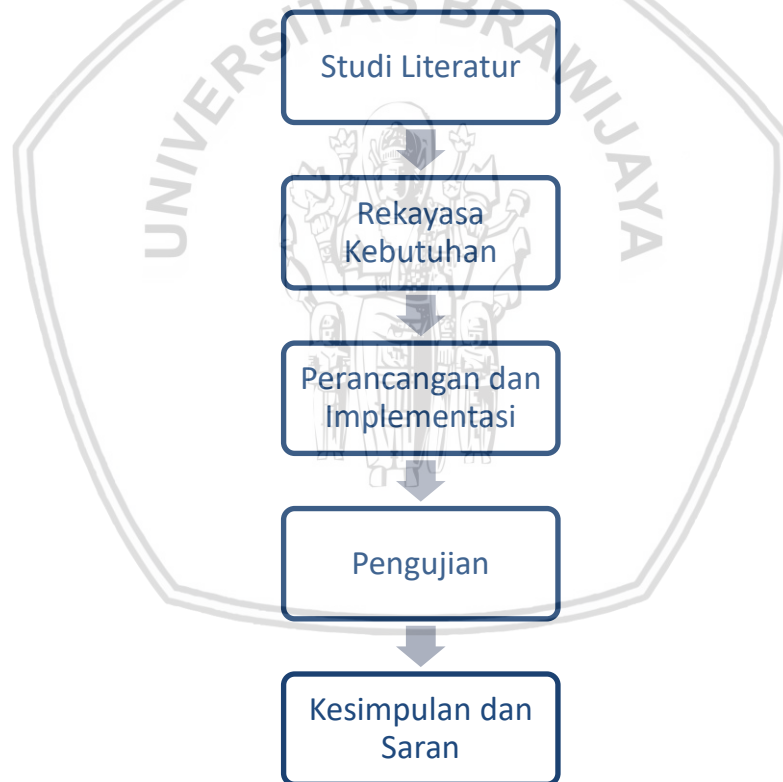 UNIVERSITAS BRAWIJAYA
Studi Literatur
Rekayasa
Kebutuhan
Perancangan dan
Implementasi
Pengujian
Kesimpulan dan
Saran